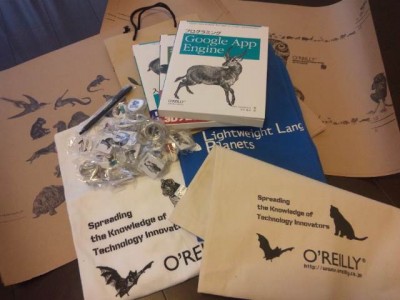 プログラミング
Google App
Engine
O'REILLY
Lightweight Lang
Planets
Spreading
the Knowledge of
Technology Innovators
O'REILLY
Spreading
the Knowledge of
Technology Innovators
O'REILLY®
http://www.oreilly.co.jp